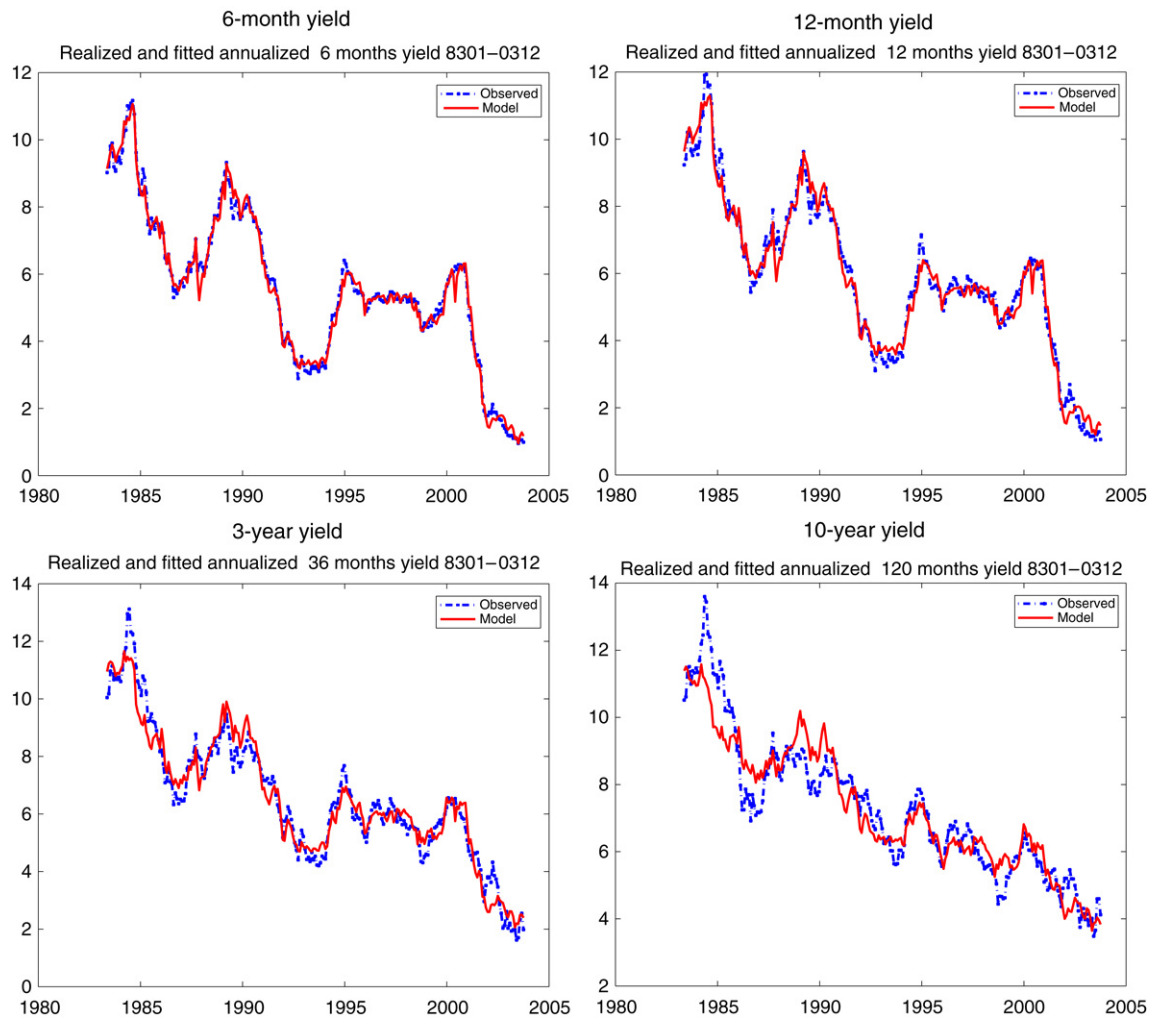 6-month yield
Realized and fitted annualized 6 months yield 8301−0312
12
10
8
6
4
2
0
1980 1985 1990 1995 2000 2005
Observed
Model
12-month yield
Realized and fitted annualized 12 months yield 8301−0312
12
10
8
6
4
2
0
1980 1985 1990 1995 2000 2005
Observed
Model
3-year yield
Realized and fitted annualized 36 months yield 8301−0312
14
12
10
8
6
4
2
0
1980 1985 1990 1995 2000 2005
Observed
Model
10-year yield
Realized and fitted annualized 120 months yield 8301−0312
14
12
10
8
6
4
2
1980 1985 1990 1995 2000 2005
Observed
Model